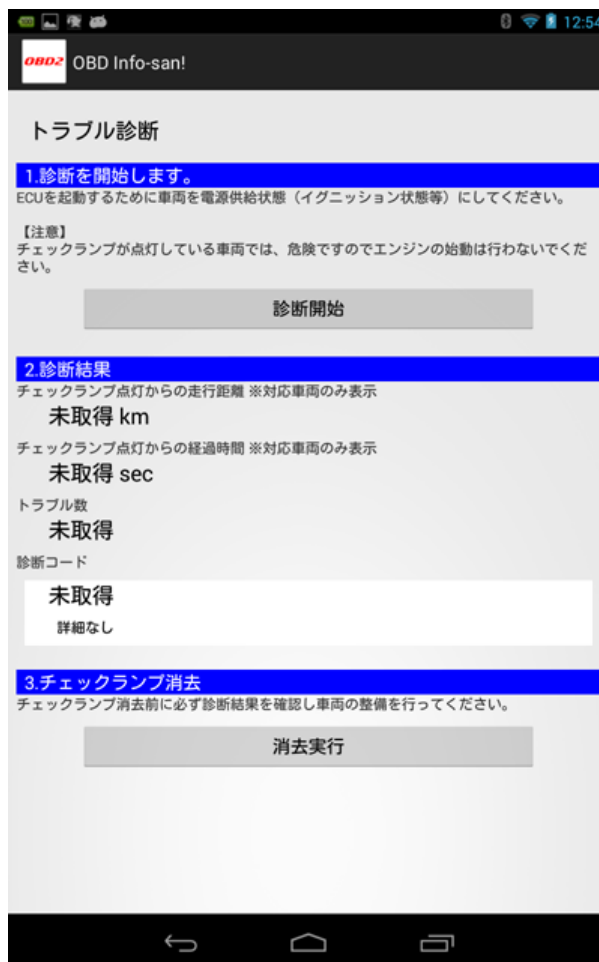 12:54
OBD2 OBD Info-san!
トラブル診断
1.診断を開始します。
ECUを起動するために車両を電源供給状態（イグニッション状態等）にしてください。
【注意】
チェックランプが点灯している車両では、危険ですのでエンジンの始動は行わないでくだ
さい。
診断開始
2.診断結果
チェックランプ点灯からの走行距離 ※対応車両のみ表示
未取得 km
チェックランプ点灯からの経過時間 ※対応車両のみ表示
未取得 sec
トラブル数
未取得
診断コード
未取得
詳細なし
3.チェックランプ消去
チェックランプ消去前に必ず診断結果を確認し車両の整備を行ってください。
消去実行